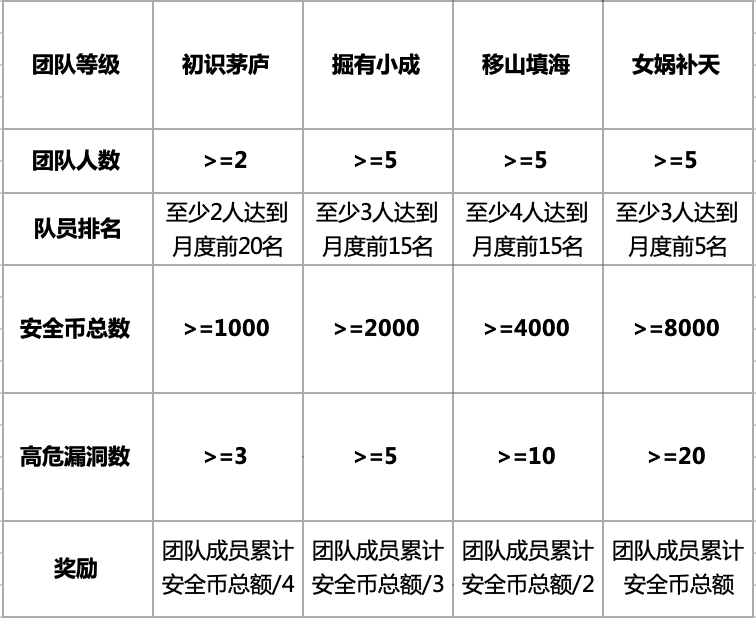 团队等级 初识茅庐 掘有小成 移山填海 女娲补天
团队人数 >=2 >=5 >=5 >=5
队员排名 至少2人达到 至少3人达到 至少4人达到 至少3人达到
月度前20名 月度前15名 月度前15名 月度前5名
安全币总数 >=1000 >=2000 >=4000 >=8000
高危漏洞数 >=3 >=5 >=10 >=20
奖励 团队成员累计 团队成员累计 团队成员累计 团队成员累计
安全币总额/4 安全币总额/3 安全币总额/2 安全币总额